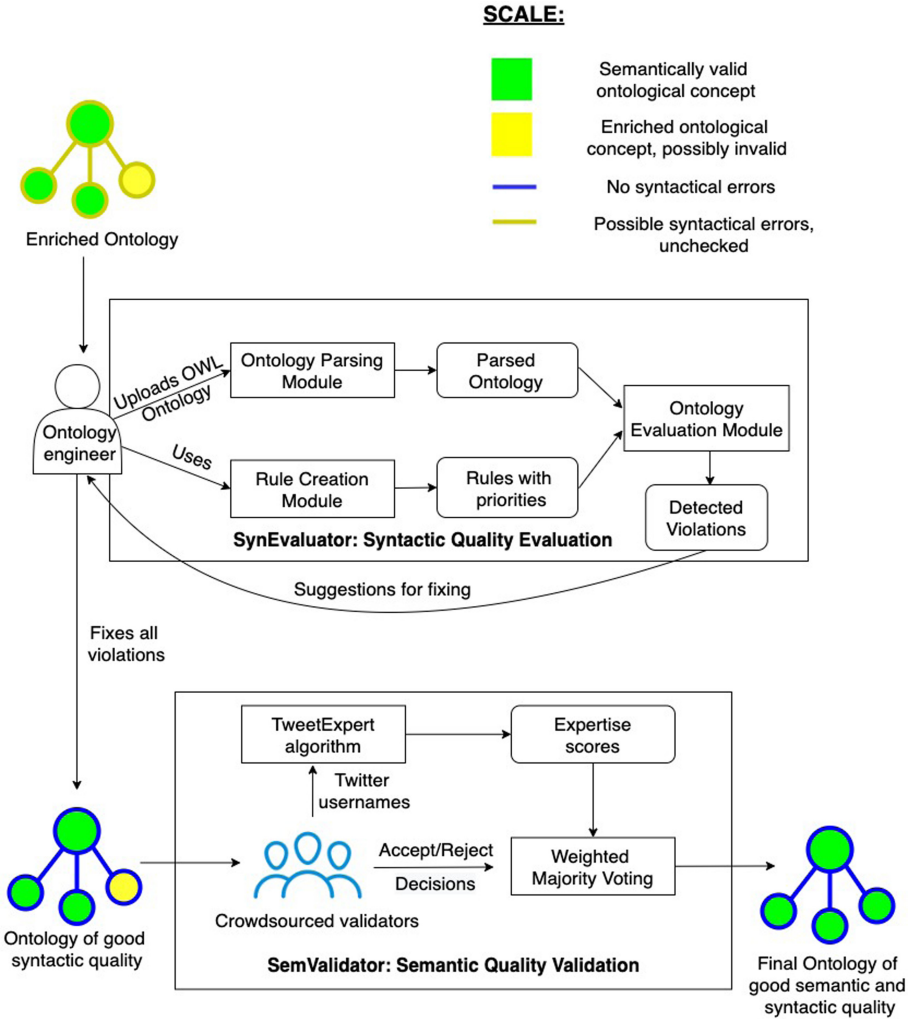 SCALE:
Semantically valid
ontological concept
Enriched ontological
concept, possibly invalid
No syntactical errors
Possible syntactical errors,
unchecked
Enriched Ontology
Ontology
engineer
Uploads OWL
Ontology
Uses
Ontology Parsing
Module
Parsed
Ontology
Ontology
Evaluation Module
Rule Creation
Module
Rules with
priorities
Detected
Violations
SynEvaluator: Syntactic Quality Evaluation
Suggestions for fixing
Fixes all
violations
TweetExpert
algorithm
Expertise
scores
Twitter
usernames
Accept/Reject
Decisions
Weighted
Majority Voting
Crowdsourced validators
Ontology of good
syntactic quality
SemValidator: Semantic Quality Validation
Final Ontology of
good semantic and
syntactic quality